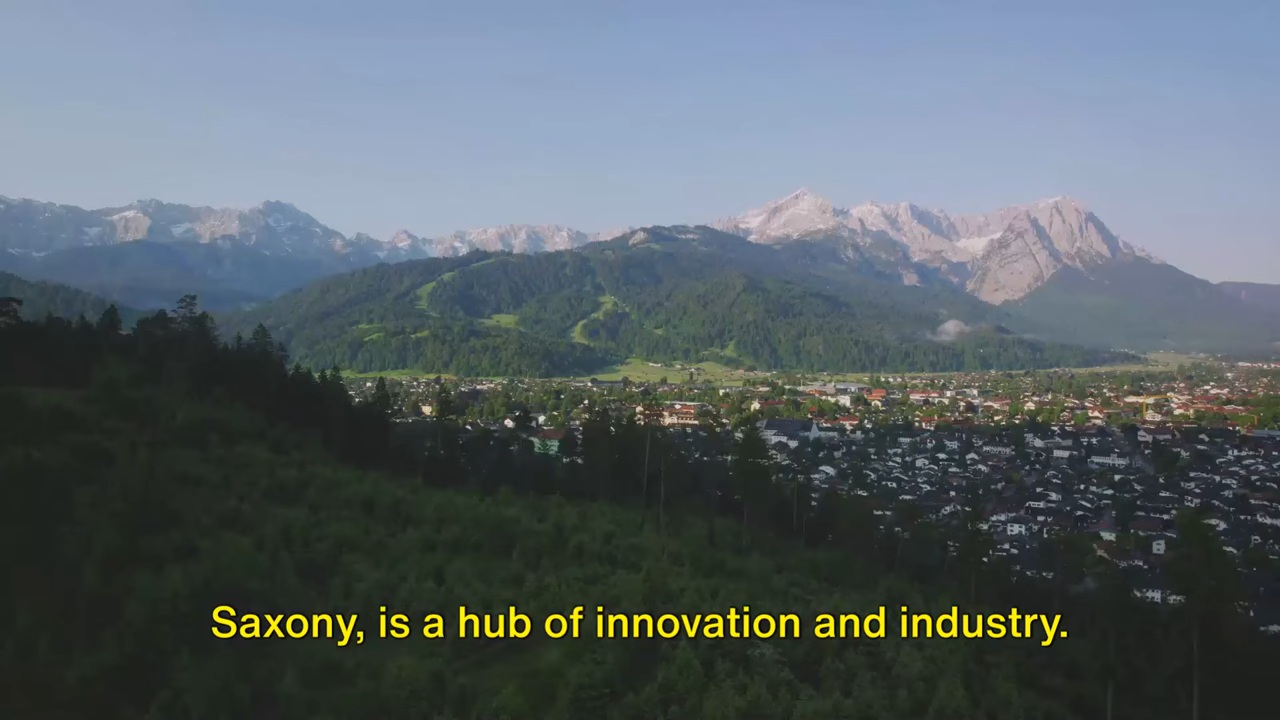 Saxony, is a hub of innovation and industry.